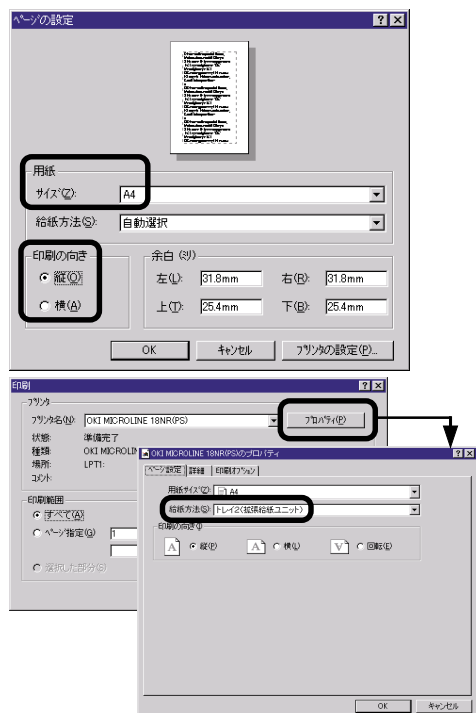 ページの設定
用紙
サイズ(Z): A4
給紙方法(S): 自動選択
印刷の向き
縦(O)
横(A)
余白 (ミリ)
左(L): 31.8mm 右(R): 31.8mm
上(T): 25.4mm 下(B): 25.4mm
OK キャンセル プリンタの設定(P)...
印刷
プリンタ
プリンタ名(N): OKI MICROLINE 18NR(PS) プロパティ(P)
状態: 準備完了
種類: OKI MICROLIN
場所: LPT1:
コメント:
印刷範囲
すべて(A)
ページ指定(G) 1
選択した部分(S)
OKI MICROLINE 18NR(PS)のプロパティ
ページ設定 詳細 印刷オプション
用紙サイズ(Z): A4
給紙方法(S): トレイ2(拡張給紙ユニット)
印刷の向き(I)
A 縦(P) A 横(L) V 回転(E)
OK キャンセル